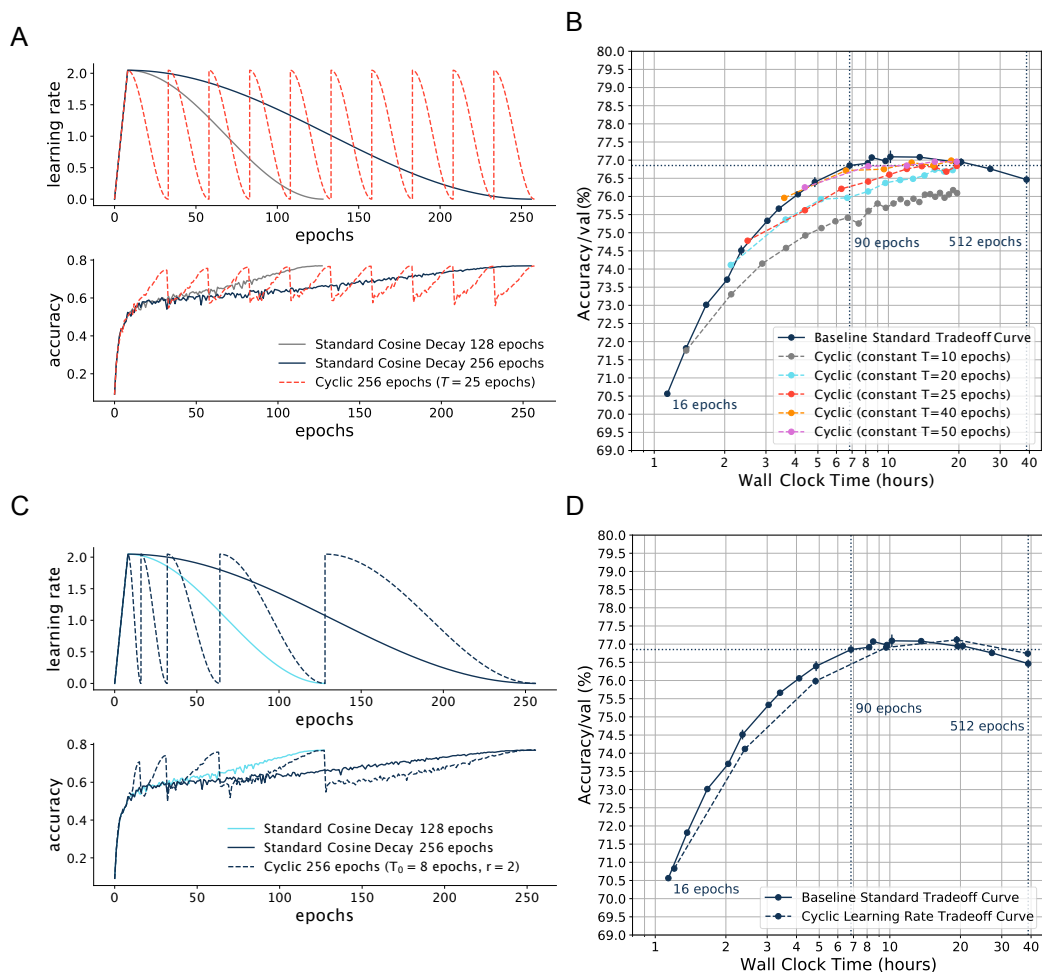 A
learning rate
2.0
1.0
0.0
0
50
100
150
200
250
epochs
accuracy
0.8
0.6
0.4
0.2
Standard Cosine Decay 128 epochs
Standard Cosine Decay 256 epochs
Cyclic 256 epochs (T = 25 epochs)
0
50
100
150
200
250
epochs
B
Accuracy/val (%)
80.0
79.5
79.0
78.5
78.0
77.5
77.0
76.5
76.0
75.5
75.0
74.5
74.0
73.5
73.0
72.5
72.0
71.5
71.0
70.5
70.0
69.5
69.0
90 epochs
512 epochs
16 epochs
Baseline Standard Tradeoff Curve
Cyclic (constant T=10 epochs)
Cyclic (constant T=20 epochs)
Cyclic (constant T=25 epochs)
Cyclic (constant T=40 epochs)
Cyclic (constant T=50 epochs)
1 2 3 4 5 6 7 8 10 20 40
Wall Clock Time (hours)
C
learning rate
2.0
1.0
0.0
0
50
100
150
200
250
epochs
accuracy
0.8
0.6
0.4
0.2
Standard Cosine Decay 128 epochs
Standard Cosine Decay 256 epochs
Cyclic 256 epochs (T₀ = 8 epochs, r = 2)
0
50
100
150
200
250
epochs
D
Accuracy/val (%)
80.0
79.5
79.0
78.5
78.0
77.5
77.0
76.5
76.0
75.5
75.0
74.5
74.0
73.5
73.0
72.5
72.0
71.5
71.0
70.5
70.0
69.5
69.0
90 epochs
512 epochs
16 epochs
Baseline Standard Tradeoff Curve
Cyclic Learning Rate Tradeoff Curve
1 2 3 4 5 6 7 8 10 20 40
Wall Clock Time (hours)